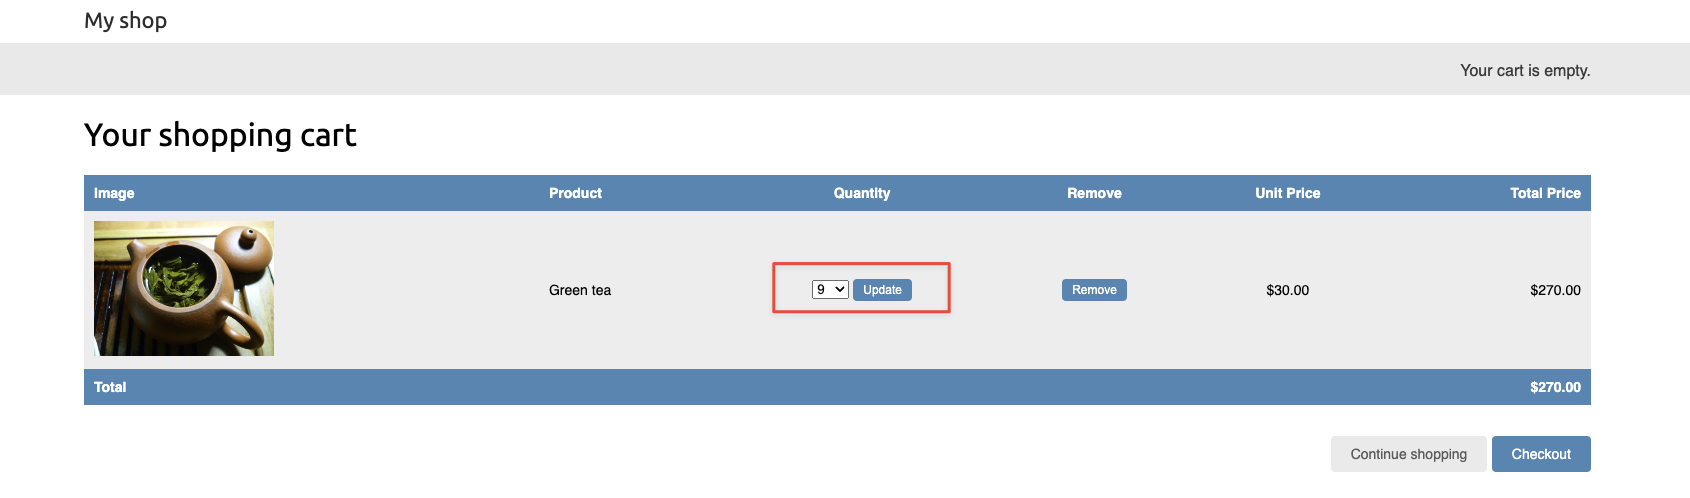 My shop
Your cart is empty.
Your shopping cart
Image Product Quantity Remove Unit Price Total Price
Green tea 9 Update Remove $30.00 $270.00
Total $270.00
Continue shopping Checkout